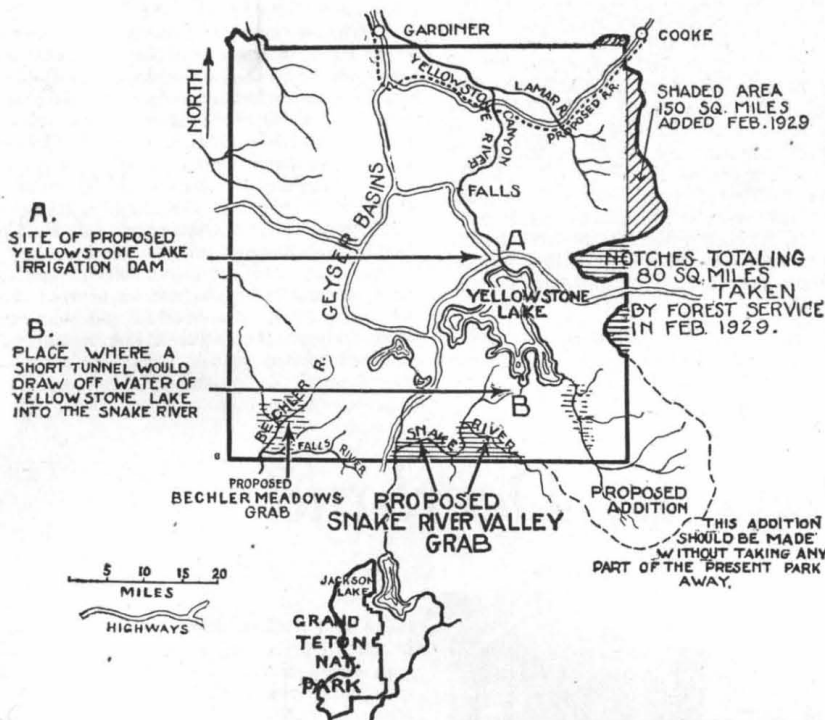 GARDINER
COOKE
NORTH
YELLOWSTONE RIVER
CANYON
LAMAR R.
PROPOSED R.R.
SHADED AREA
150 SQ. MILES
ADDED FEB. 1929
FALLS
GEYSER BASINS
A.
SITE OF PROPOSED
YELLOWSTONE LAKE
IRRIGATION DAM
A
NOTCHES TOTALING
80 SQ. MILES
TAKEN
BY FOREST SERVICE
IN FEB. 1929.
YELLOWSTONE
LAKE
B.
PLACE WHERE A
SHORT TUNNEL WOULD
DRAW OFF WATER OF
YELLOWSTONE LAKE
INTO THE SNAKE RIVER
B
BECHLER R.
FALLS RIVER
SNAKE RIVER
PROPOSED
BECHLER MEADOWS
GRAB
PROPOSED
SNAKE RIVER VALLEY
GRAB
PROPOSED
ADDITION
THIS ADDITION
SHOULD BE MADE
WITHOUT TAKING ANY
PART OF THE PRESENT PARK
AWAY.
5 10 15 20
MILES
HIGHWAYS
JACKSON
LAKE
GRAND
TETON
NAT.
PARK